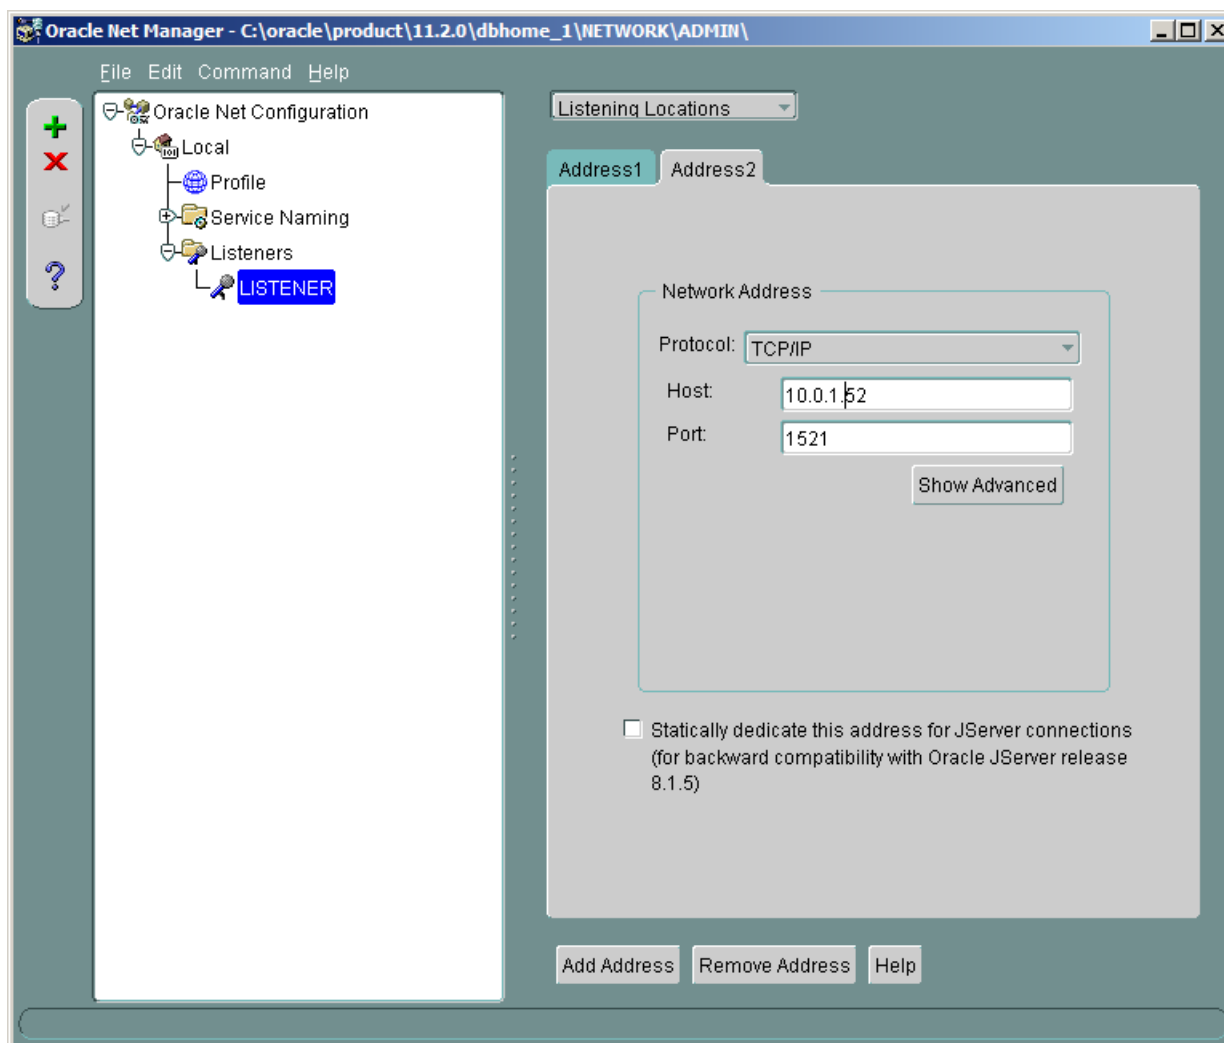 Oracle Net Manager - C:\oracle\product\11.2.0\dbhome_1\NETWORK\ADMIN\
File Edit Command Help
Oracle Net Configuration
Local
Profile
Service Naming
Listeners
LISTENER
Listening Locations
Address1 Address2
Network Address
Protocol: TCP/IP
Host: 10.0.1.52
Port: 1521
Show Advanced
Statically dedicate this address for JServer connections
(for backward compatibility with Oracle JServer release
8.1.5)
Add Address Remove Address Help